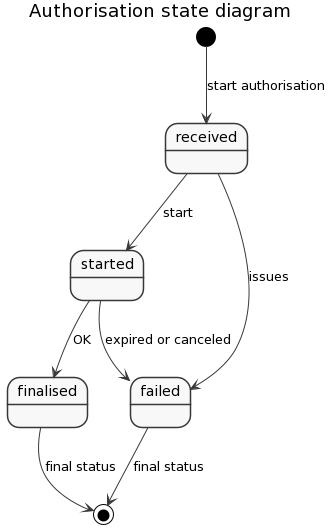 Authorisation state diagram
start authorisation
received
start
issues
started
OK
expired or canceled
finalised
failed
final status
final status